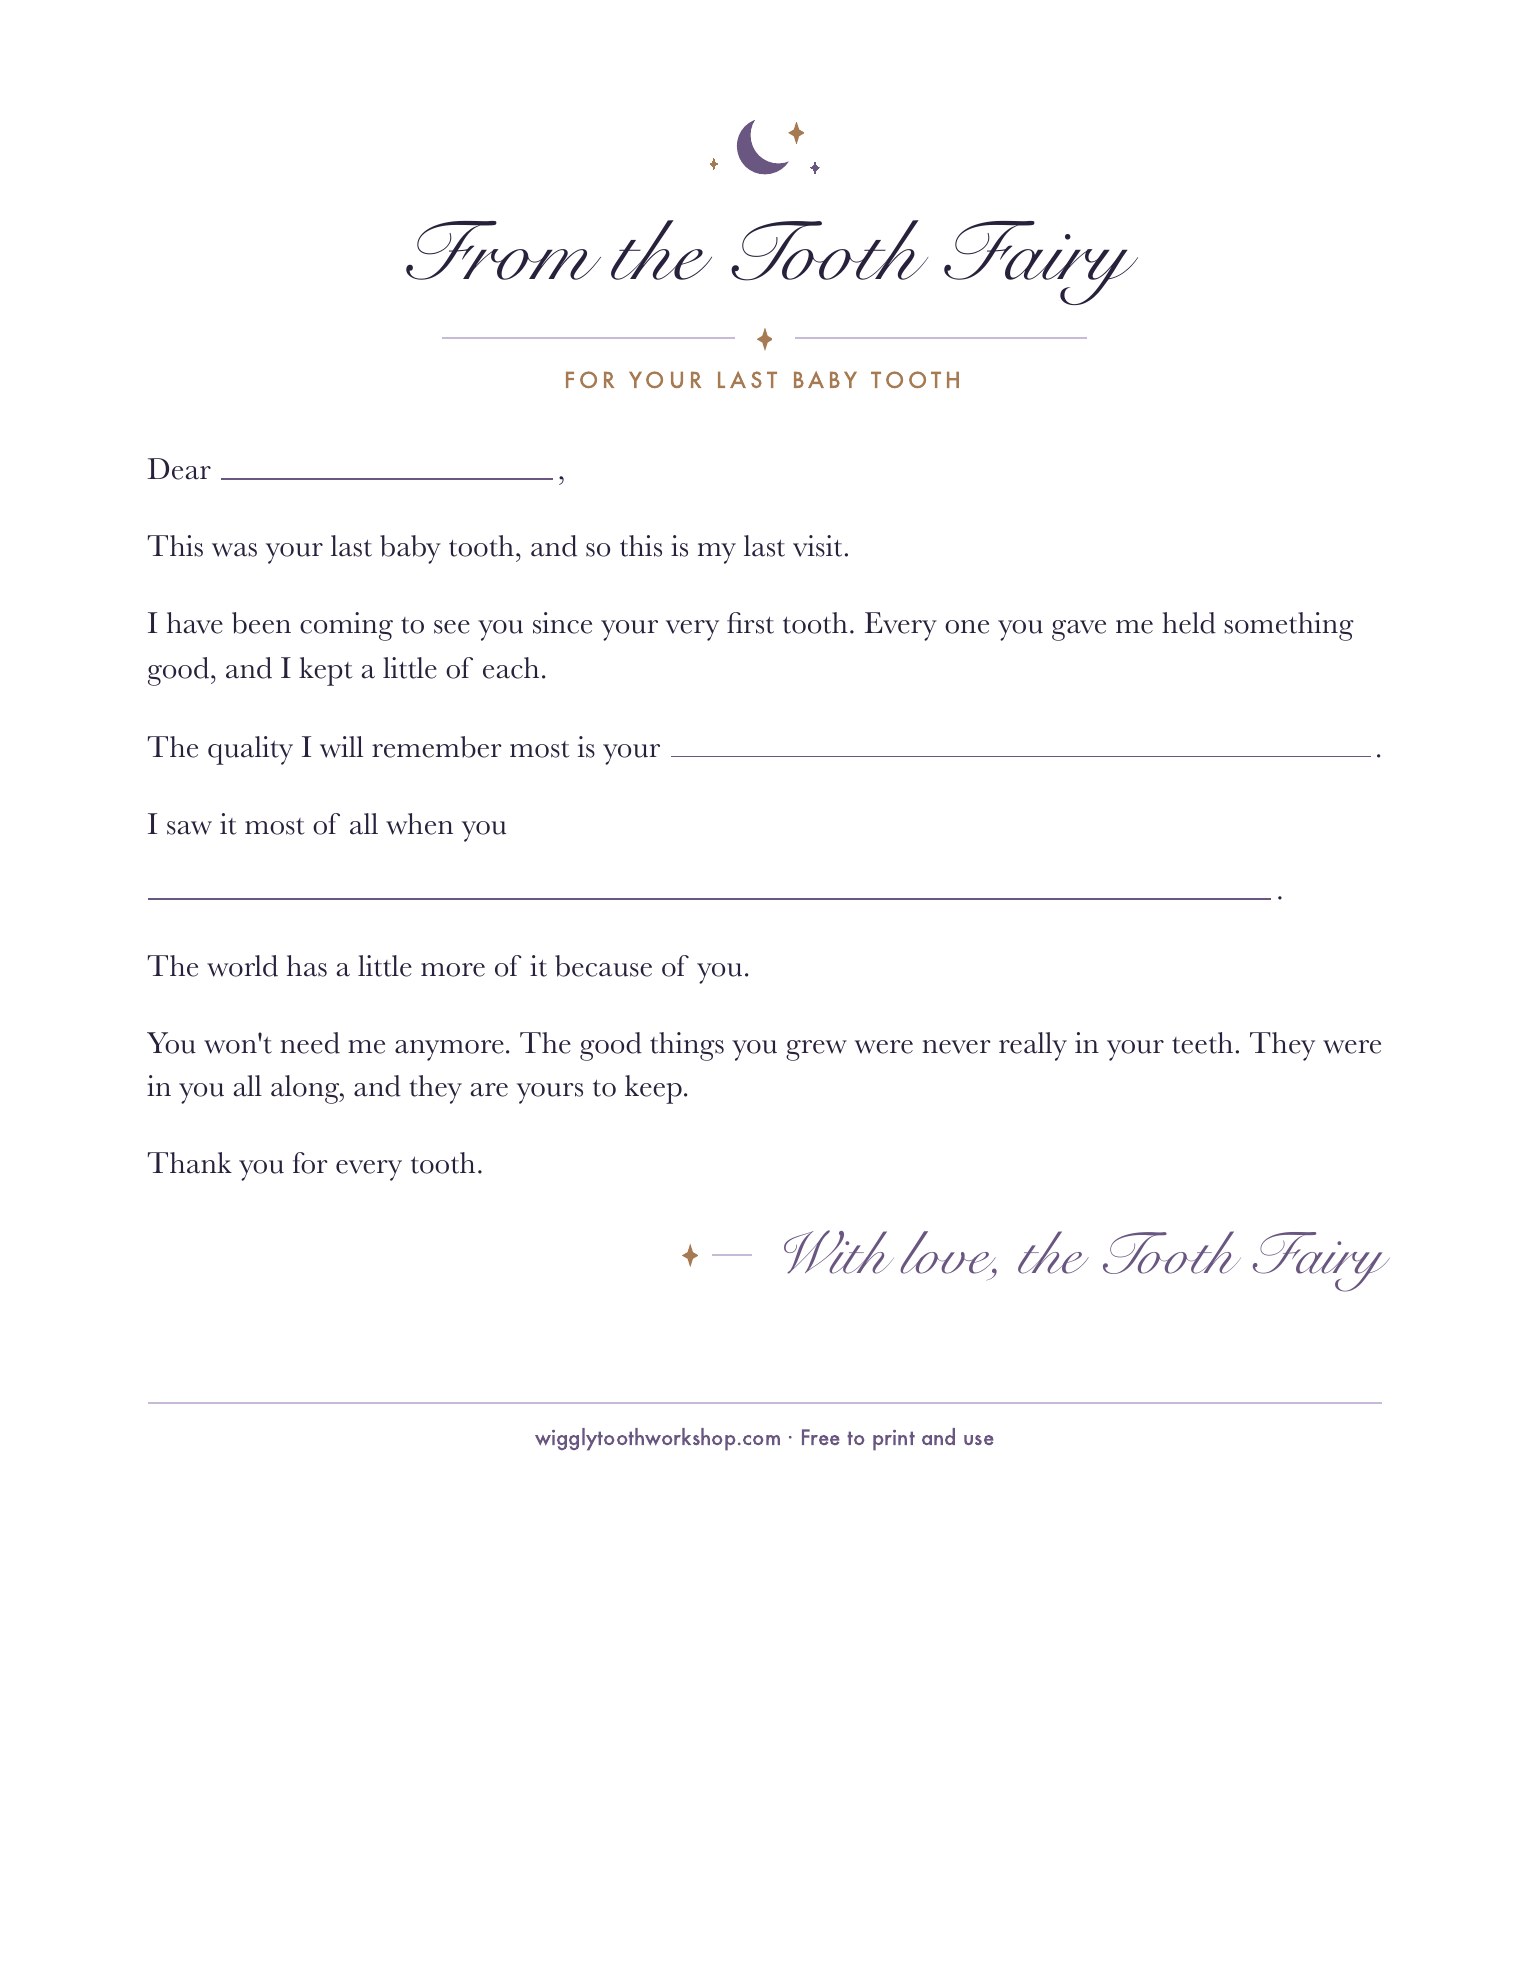 From the Tooth Fairy
FOR YOUR LAST BABY TOOTH
Dear ____________________,
This was your last baby tooth, and so this is my last visit.
I have been coming to see you since your very first tooth. Every one you gave me held something
good, and I kept a little of each.
The quality I will remember most is your ____________________.
I saw it most of all when you
____________________.
The world has a little more of it because of you.
You won't need me anymore. The good things you grew were never really in your teeth. They were
in you all along, and they are yours to keep.
Thank you for every tooth.
With love, the Tooth Fairy
wigglytoothworkshop.com · Free to print and use